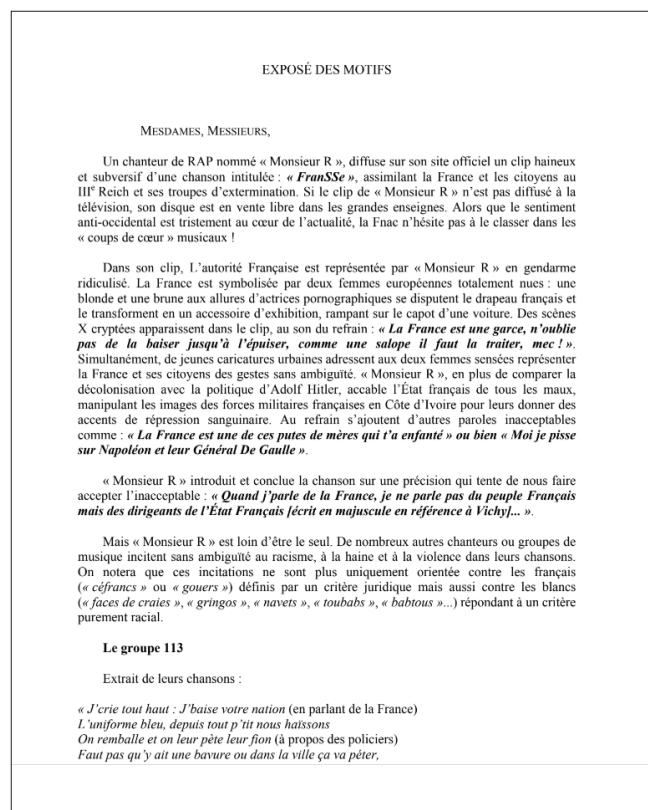 EXPOSÉ DES MOTIFS
MESDAMES, MESSIEURS,
Un chanteur de RAP nommé « Monsieur R », diffuse sur son site officiel un clip haineux
et subversif d’une chanson intitulée : « FranSSe », assimilant la France et les citoyens au
IIIe Reich et ses troupes d’extermination. Si le clip de « Monsieur R » n’est pas diffusé à la
télévision, son disque est en vente libre dans les grandes enseignes. Alors que le sentiment
anti-occidental est tristement au cœur de l’actualité, la Fnac n’hésite pas à le classer dans les
« coups de cœur » musicaux !
Dans son clip, L’autorité Française est représentée par « Monsieur R » en gendarme
ridiculisé. La France est symbolisée par deux femmes européennes totalement nues : une
blonde et une brune aux allures d’actrices pornographiques se disputent le drapeau français et
le transforment en un accessoire d’exhibition, rampant sur le capot d’une voiture. Des scènes
X cryptées apparaissent dans le clip, au son du refrain : « La France est une garce, n’oublie
pas de la baiser jusqu’à l’épuiser, comme une salope il faut la traiter, mec ! ».
Simultanément, de jeunes caricatures urbaines adressent aux deux femmes sensées représenter
la France et ses citoyens des gestes sans ambiguïté. « Monsieur R », en plus de comparer la
décolonisation avec la politique d’Adolf Hitler, accable l’État français de tous les maux,
manipulant les images des forces militaires françaises en Côte d’Ivoire pour leurs donner des
accents de répression sanguinaire. Au refrain s’ajoutent d’autres paroles inacceptables
comme : « La France est une de ces putes de mères qui t’a enfanté » ou bien « Moi je pisse
sur Napoléon et leur Général De Gaulle ».
« Monsieur R » introduit et conclue la chanson sur une précision qui tente de nous faire
accepter l’inacceptable : « Quand j’parle de la France, je ne parle pas du peuple Français
mais des dirigeants de l’État Français [écrit en majuscule en référence à Vichy]... ».
Mais « Monsieur R » est loin d’être le seul. De nombreux autres chanteurs ou groupes de
musique incitent sans ambiguïté au racisme, à la haine et à la violence dans leurs chansons.
On notera que ces incitations ne sont plus uniquement orientée contre les français
(« céfrancs » ou « gouers ») définis par un critère juridique mais aussi contre les blancs
(« faces de craies », « gringos », « navets », « toubabs », « babtous »...) répondant à un critère
purement racial.
Le groupe 113
Extrait de leurs chansons :
« J’crie tout haut : J’baise votre nation (en parlant de la France)
L’uniforme bleu, depuis tout p’tit nous haïssons
On remballe et on leur pète leur fion (à propos des policiers)
Faut pas qu’y ait une bavure ou dans la ville ça va péter,